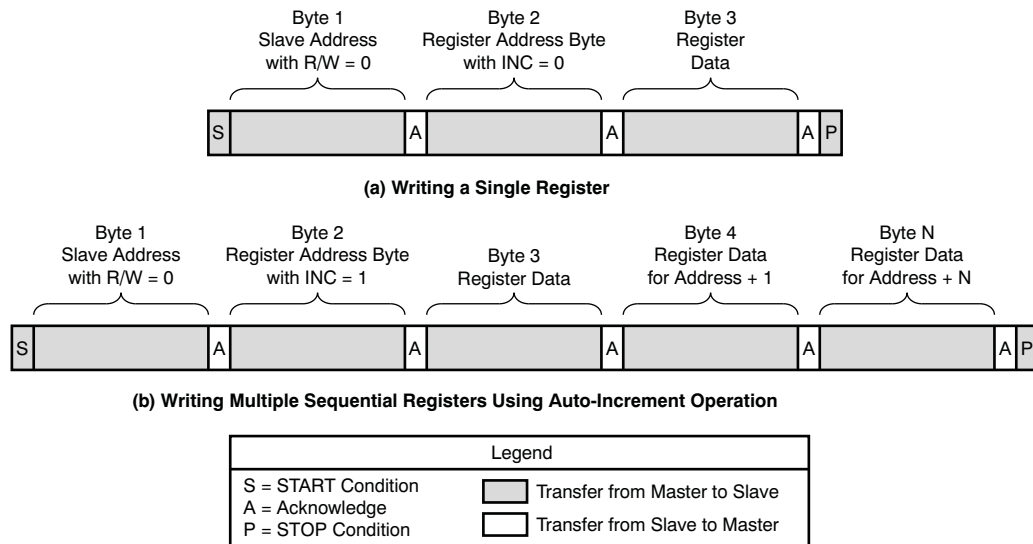 Byte 1
Slave Address
with R/W = 0
Byte 2
Register Address Byte
with INC = 0
Byte 3
Register
Data
S
A
A
A
P
(a) Writing a Single Register
Byte 1
Slave Address
with R/W = 0
Byte 2
Register Address Byte
with INC = 1
Byte 3
Register Data
Byte 4
Register Data
for Address + 1
Byte N
Register Data
for Address + N
S
A
A
A
A
A
P
(b) Writing Multiple Sequential Registers Using Auto-Increment Operation
Legend
S = START Condition
A = Acknowledge
P = STOP Condition
Transfer from Master to Slave
Transfer from Slave to Master